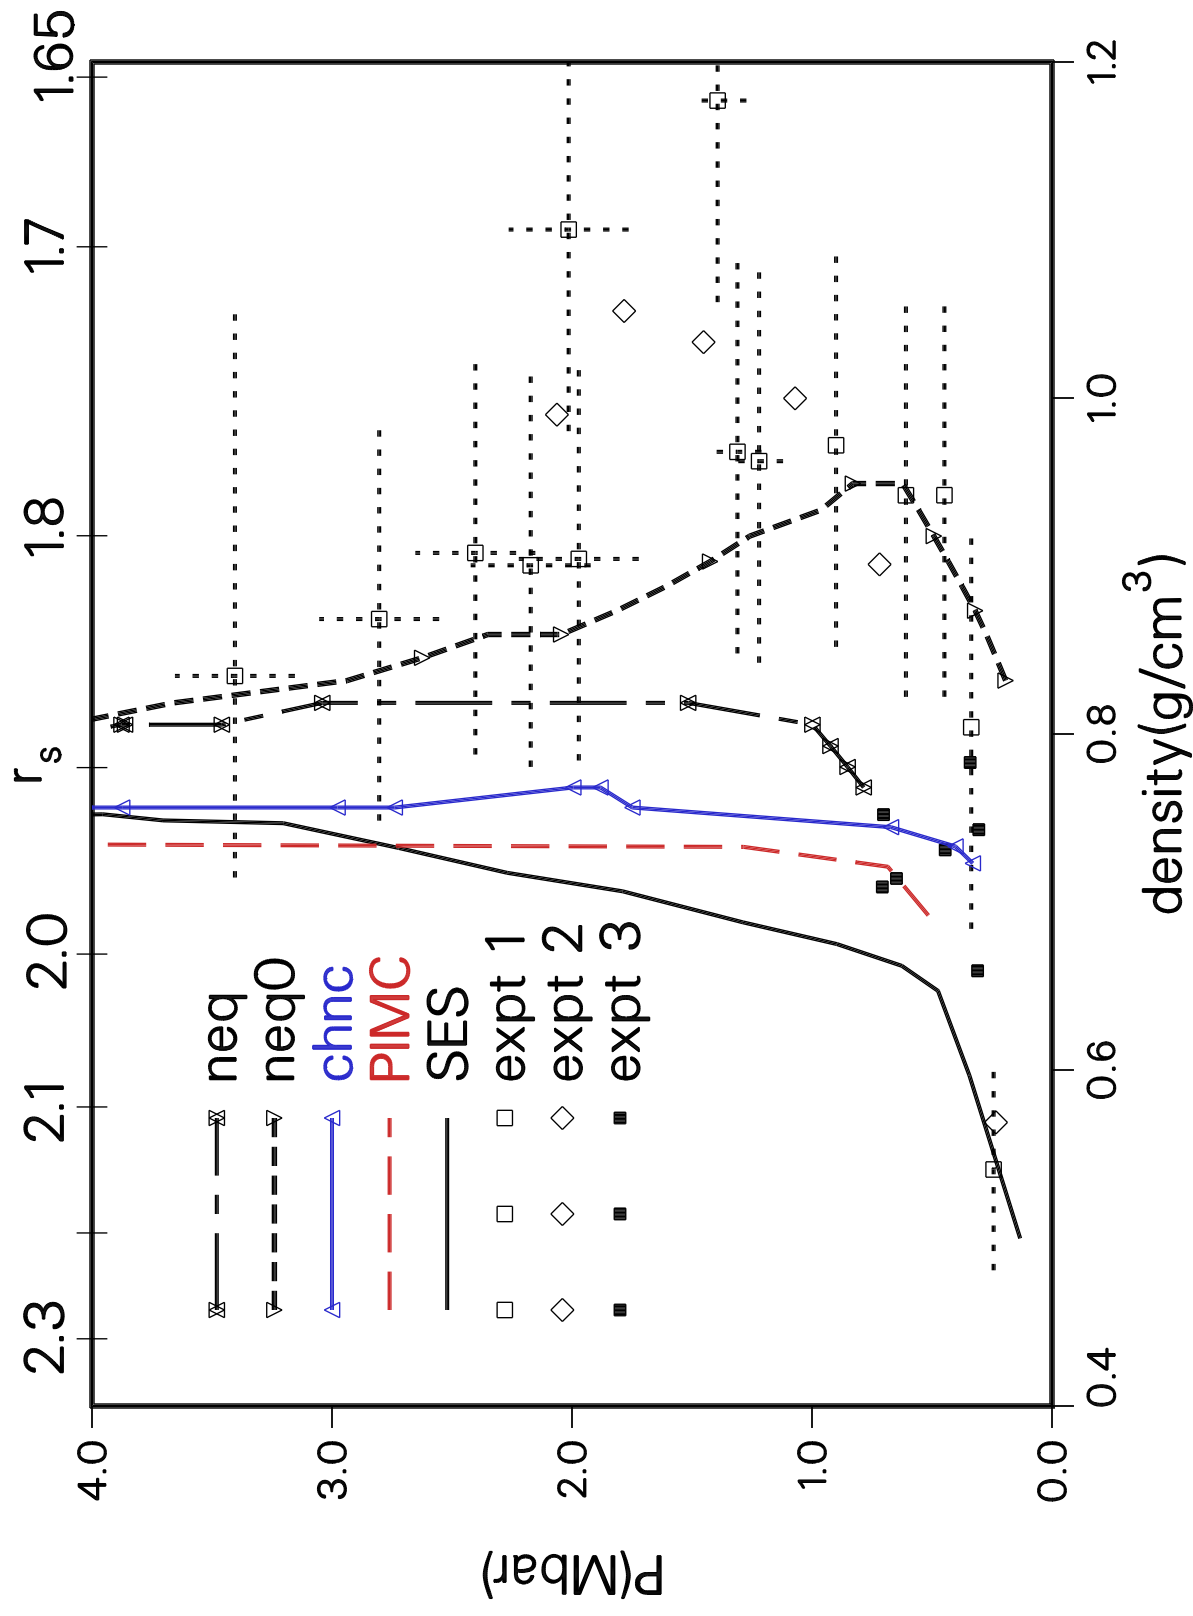 r_s
2.3 2.1 2.0 1.8 1.7 1.65
P(Mbar)
4.0
3.0
2.0
1.0
0.0
neq
neq0
chnc
PIMC
SES
expt 1
expt 2
expt 3
0.4 0.6 0.8 1.0 1.2
density(g/cm³)